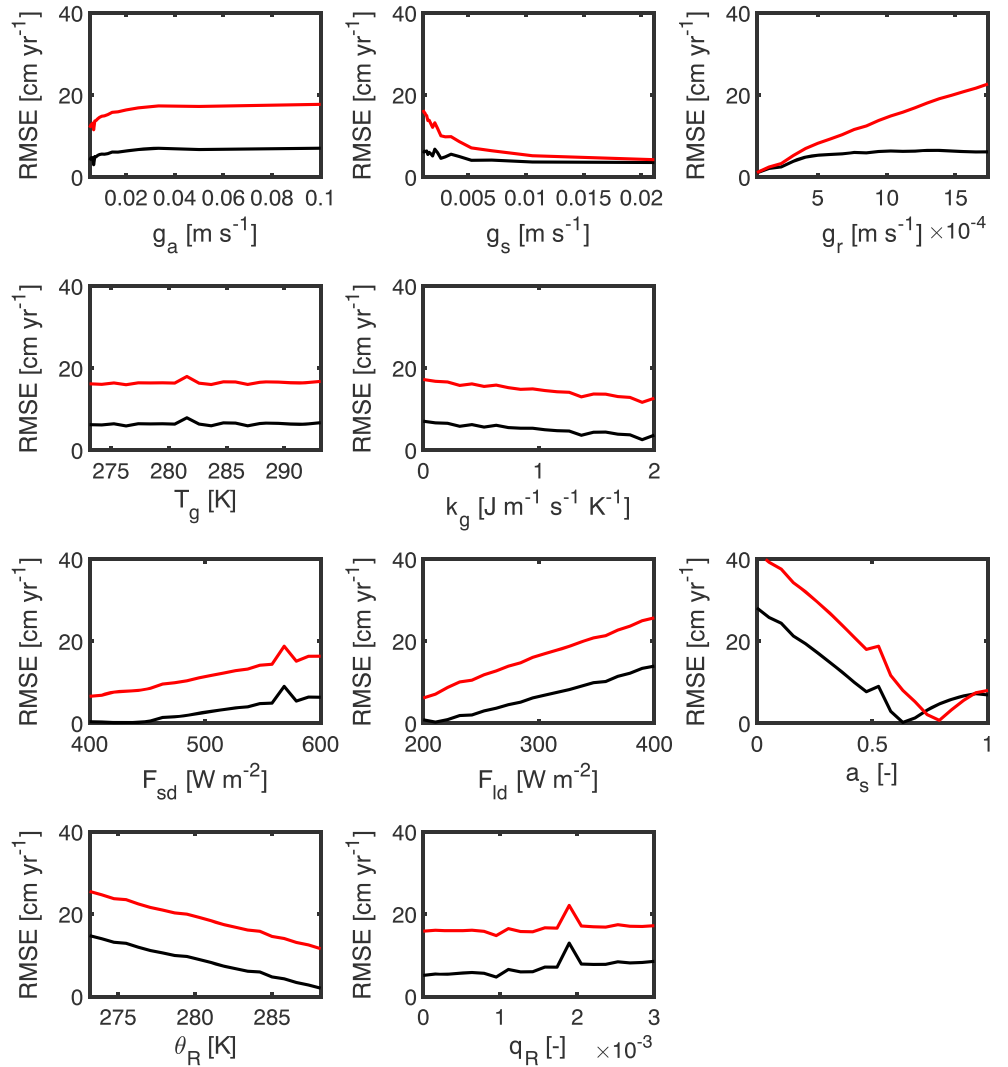 40
20
0
RMSE [cm yr⁻¹]
0.02 0.04 0.06 0.08 0.1
g_a [m s⁻¹]
40
20
0
RMSE [cm yr⁻¹]
0.005 0.01 0.015 0.02
g_s [m s⁻¹]
40
20
0
RMSE [cm yr⁻¹]
5 10 15
g_r [m s⁻¹] ×10⁻⁴
40
20
0
RMSE [cm yr⁻¹]
275 280 285 290
T_g [K]
40
20
0
RMSE [cm yr⁻¹]
0 1 2
k_g [J m⁻¹ s⁻¹ K⁻¹]
40
20
0
RMSE [cm yr⁻¹]
400 500 600
F_sd [W m⁻²]
40
20
0
RMSE [cm yr⁻¹]
200 300 400
F_ld [W m⁻²]
40
20
0
RMSE [cm yr⁻¹]
0 0.5 1
a_s [-]
40
20
0
RMSE [cm yr⁻¹]
275 280 285
θ_R [K]
40
20
0
RMSE [cm yr⁻¹]
0 1 2 3
q_R [-] ×10⁻³